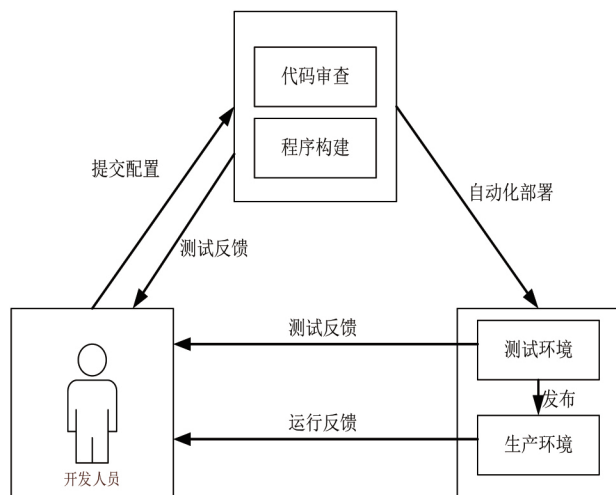 代码审查
程序构建
提交配置
自动化部署
测试反馈
测试反馈
测试环境
发布
运行反馈
生产环境
开发人员